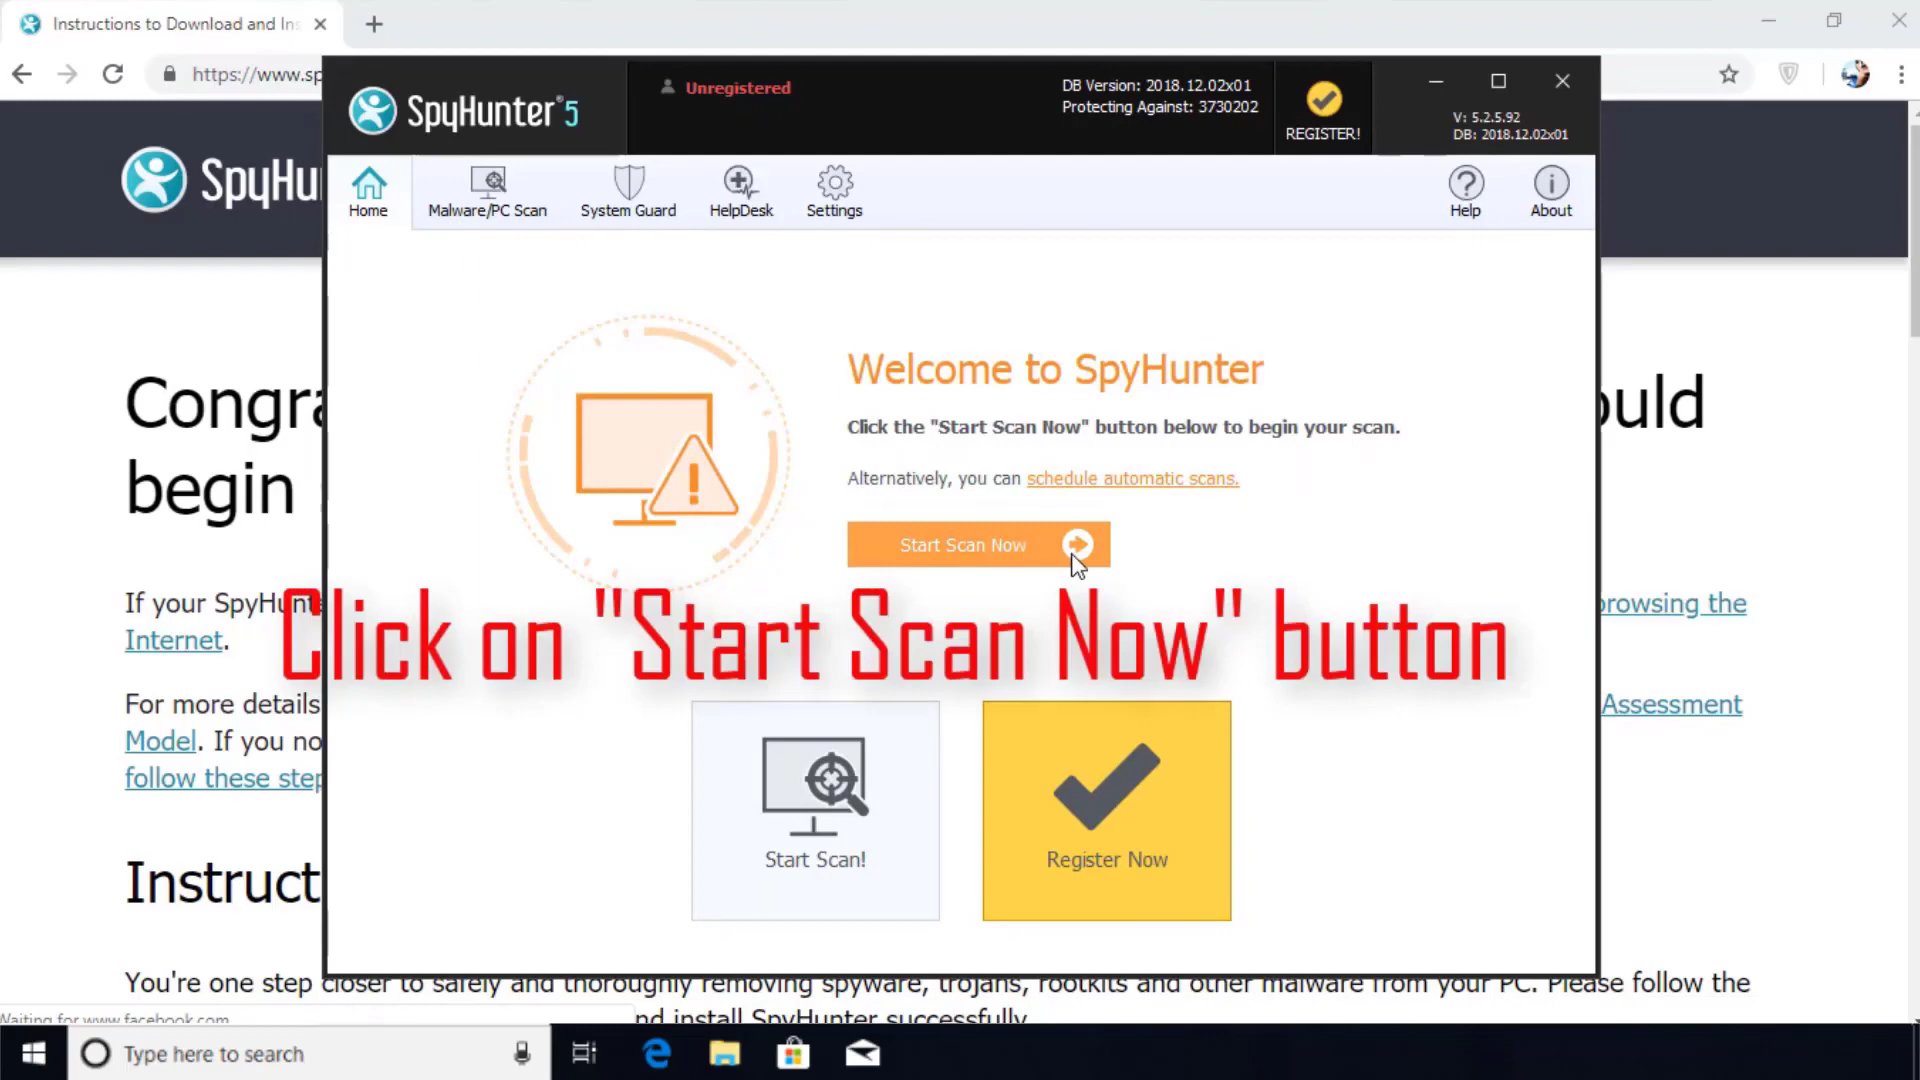 Instructions to Download and Ins
https://www.sp
SpyHunter 5
Unregistered
DB Version: 2018.12.02x01
Protecting Against: 3730202
REGISTER!
V: 5.2.5.92
DB: 2018.12.02x01
SpyHu
Home
Malware/PC Scan
System Guard
HelpDesk
Settings
Help
About
Welcome to SpyHunter
Click the "Start Scan Now" button below to begin your scan.
Alternatively, you can schedule automatic scans.
Start Scan Now
Congra
ould
begin
If your SpyHunt
browsing the
Internet.
Click on "Start Scan Now" button
For more details
Assessment
Model. If you no
follow these step
Start Scan!
Register Now
Instruct
You're one step closer to safely and thoroughly removing spyware, trojans, rootkits and other malware from your PC. Please follow the
nd install SpyHunter successfully.
Waiting for www.facebook.com
Type here to search